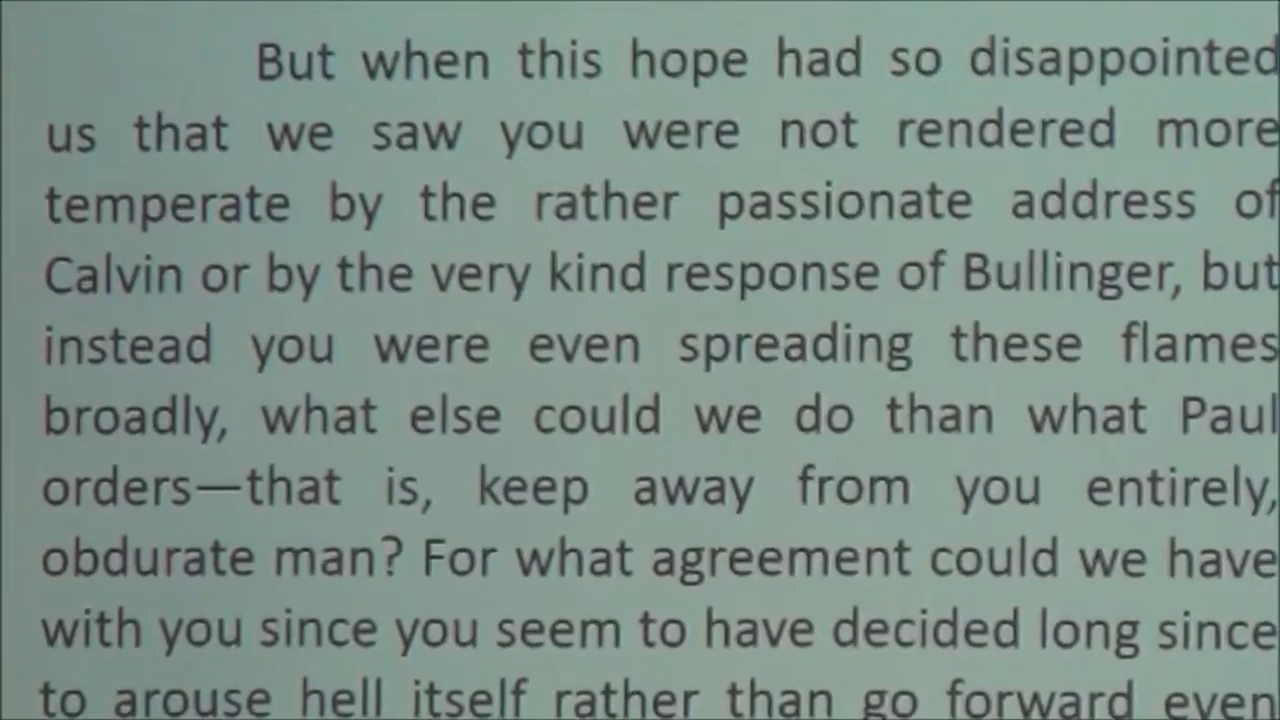 But when this hope had so disappointed
us that we saw you were not rendered more
temperate by the rather passionate address of
Calvin or by the very kind response of Bullinger, but
instead you were even spreading these flames
broadly, what else could we do than what Paul
orders—that is, keep away from you entirely,
obdurate man? For what agreement could we have
with you since you seem to have decided long since
to arouse hell itself rather than go forward even